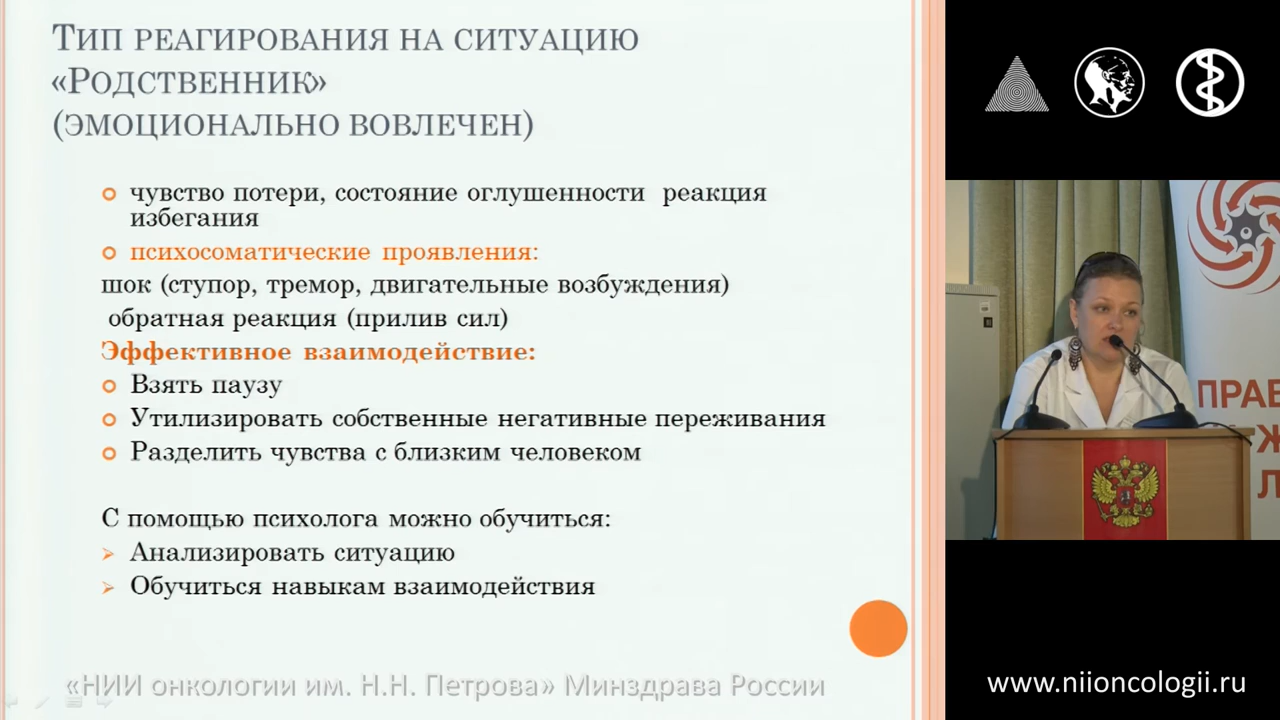 Тип реагирования на ситуацию
«Родственник»
(эмоционально вовлечен)
чувство потери, состояние оглушенности реакция
избегания
психосоматические проявления:
шок (ступор, тремор, двигательные возбуждения)
обратная реакция (прилив сил)
Эффективное взаимодействие:
Взять паузу
Утилизировать собственные негативные переживания
Разделить чувства с близким человеком
С помощью психолога можно обучиться:
Анализировать ситуацию
Обучиться навыкам взаимодействия
«НИИ онкологии им. Н.Н. Петрова» Минздрава России
www.niioncologii.ru